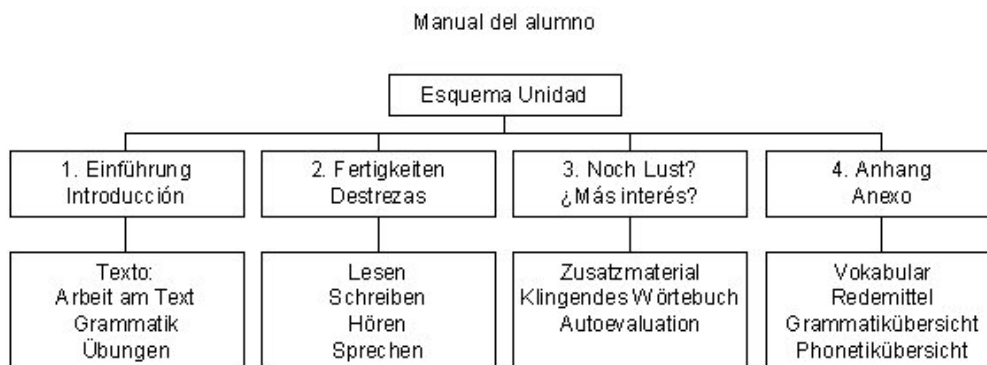 Manual del alumno
Esquema Unidad
1. Einführung
Introducción
2. Fertigkeiten
Destrezas
3. Noch Lust?
¿Más interés?
4. Anhang
Anexo
Texto:
Arbeit am Text
Grammatik
Übungen
Lesen
Schreiben
Hören
Sprechen
Zusatzmaterial
Klingendes Wörtebuch
Autoevaluation
Vokabular
Redemittel
Grammatikübersicht
Phonetikübersicht